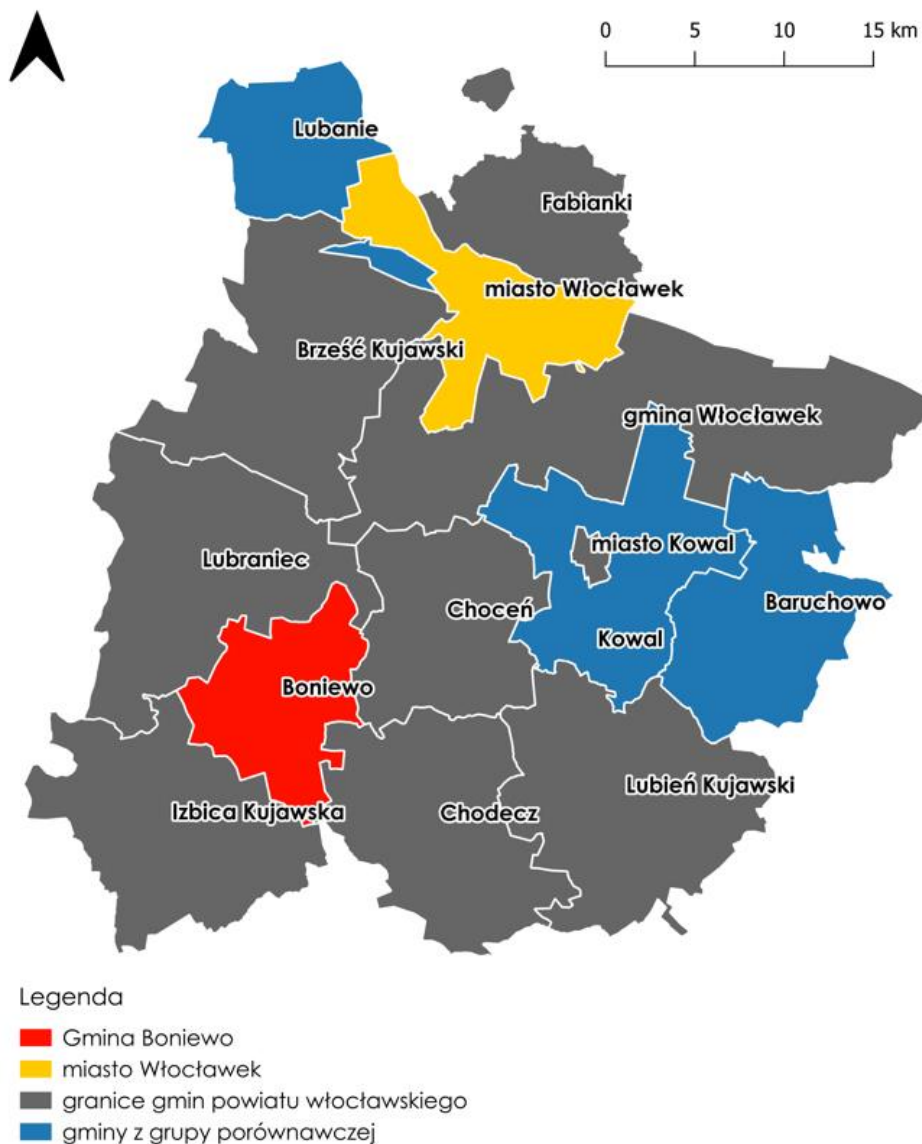 0 5 10 15 km
Lubanie
Fabianki
miasto Włocławek
Brześć Kujawski
gmina Włocławek
miasto Kowal
Lubraniec
Choceń
Baruchowo
Kowal
Boniewo
Lubień Kujawski
Izbica Kujawska
Chodecz
Legenda
Gmina Boniewo
miasto Włocławek
granice gmin powiatu włocławskiego
gminy z grupy porównawczej